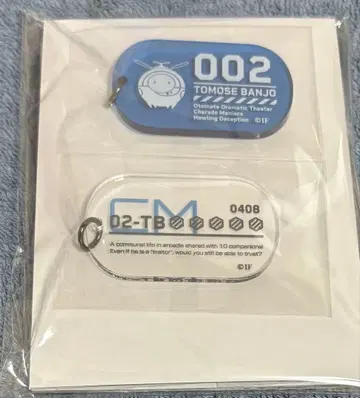 002
TOMOSE BANJO
Otomate Dramatic Theater
Charade Maniacs
Howling Deception ©IF
CM
0408
02-TB
A communal life in arcadia shared with 10 companions!
Even if he is a "traitor", would you still be able to trust?
©IF